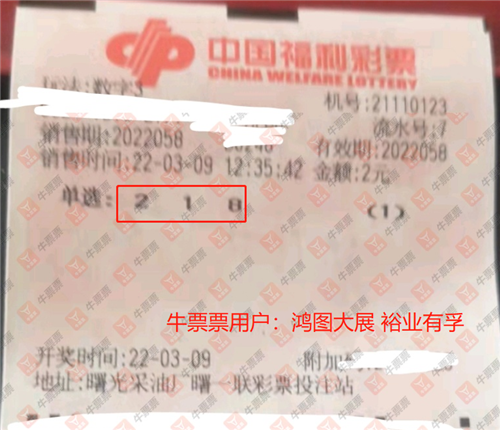 中国福利彩票
CHINA WELFARE LOTTERY
玩法:数字3
机号:21110123
流水号:
销售期:2022058
有效期:2022058
销售时间:22-03-09 12:35:42 金额:2元
单选: 2 1 8 (1)
牛票票用户:鸿图大展 裕业有孚
开奖时间:22-03-09
附加
地址:曙光采油厂曙一联彩票投注站
牛票票